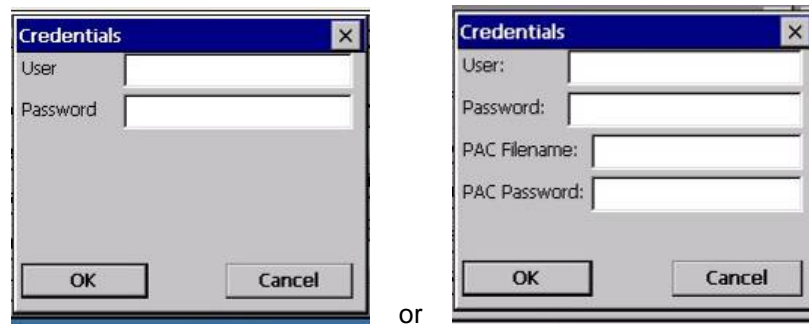 Credentials
User
Password
OK Cancel
or
Credentials
User:
Password:
PAC Filename:
PAC Password:
OK Cancel